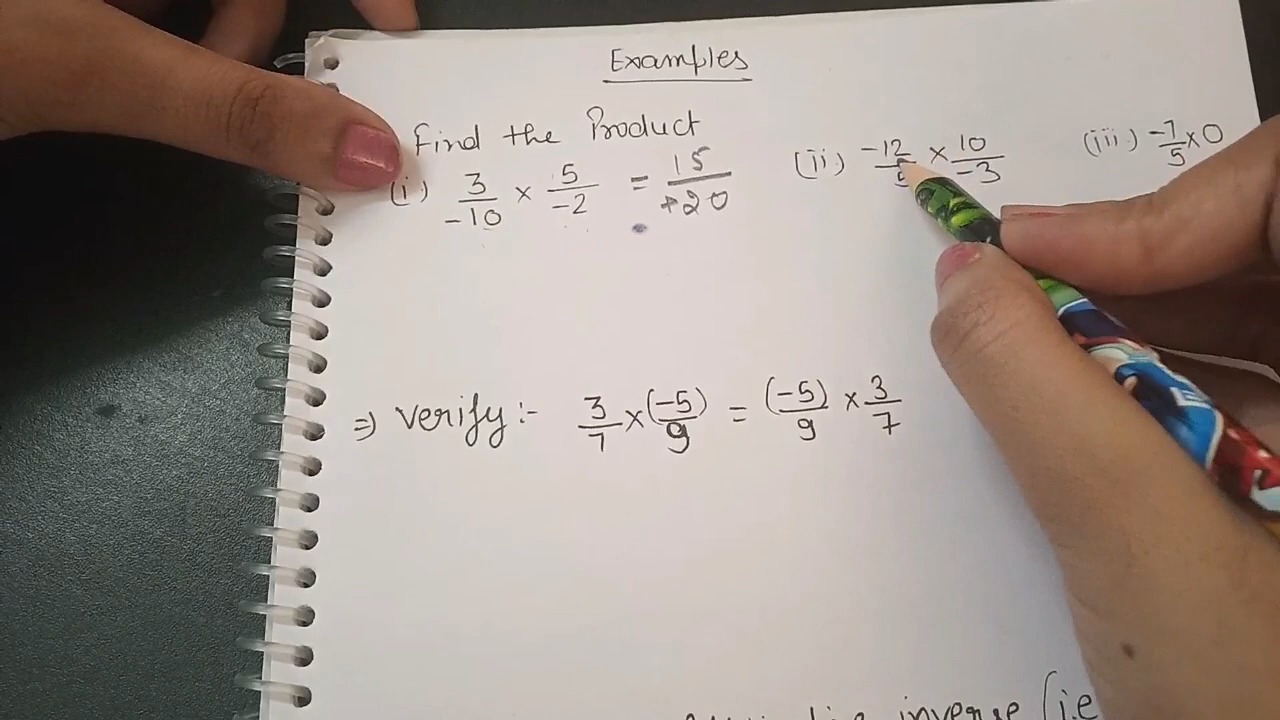 Examples
Find the Product
(i) 3/-10 × 5/-2 = 15/+20 (ii) -12/5 × 10/-3 (iii) -7/5 × 0
⇒ Verify :- 3/7 × (-5)/9 = (-5)/9 × 3/7
inverse (i.e